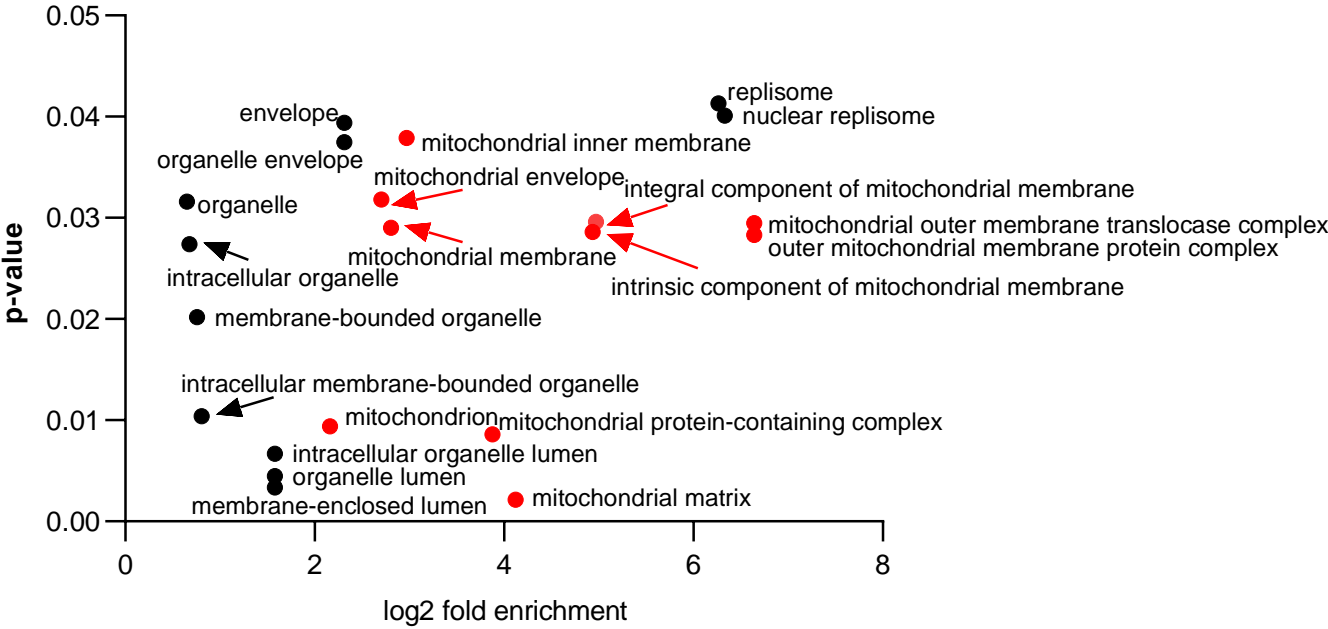 0.05
replisome
envelope
0.04
nuclear replisome
mitochondrial inner membrane
organelle envelope
mitochondrial envelope
integral component of mitochondrial membrane
organelle
0.03
mitochondrial outer membrane translocase complex
outer mitochondrial membrane protein complex
mitochondrial membrane
intracellular organelle
intrinsic component of mitochondrial membrane
p-value
0.02
membrane-bounded organelle
intracellular membrane-bounded organelle
0.01
mitochondrion
mitochondrial protein-containing complex
intracellular organelle lumen
organelle lumen
mitochondrial matrix
membrane-enclosed lumen
0.00
0 2 4 6 8
log2 fold enrichment